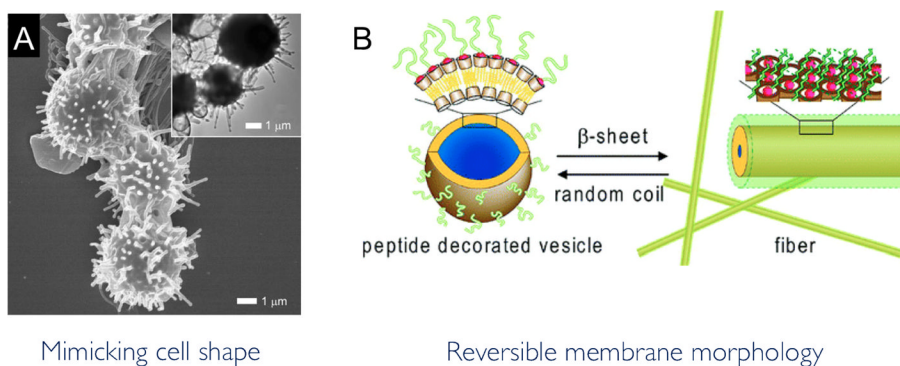 A
1 μm
1 μm
Mimicking cell shape
B
β-sheet
random coil
peptide decorated vesicle
fiber
Reversible membrane morphology